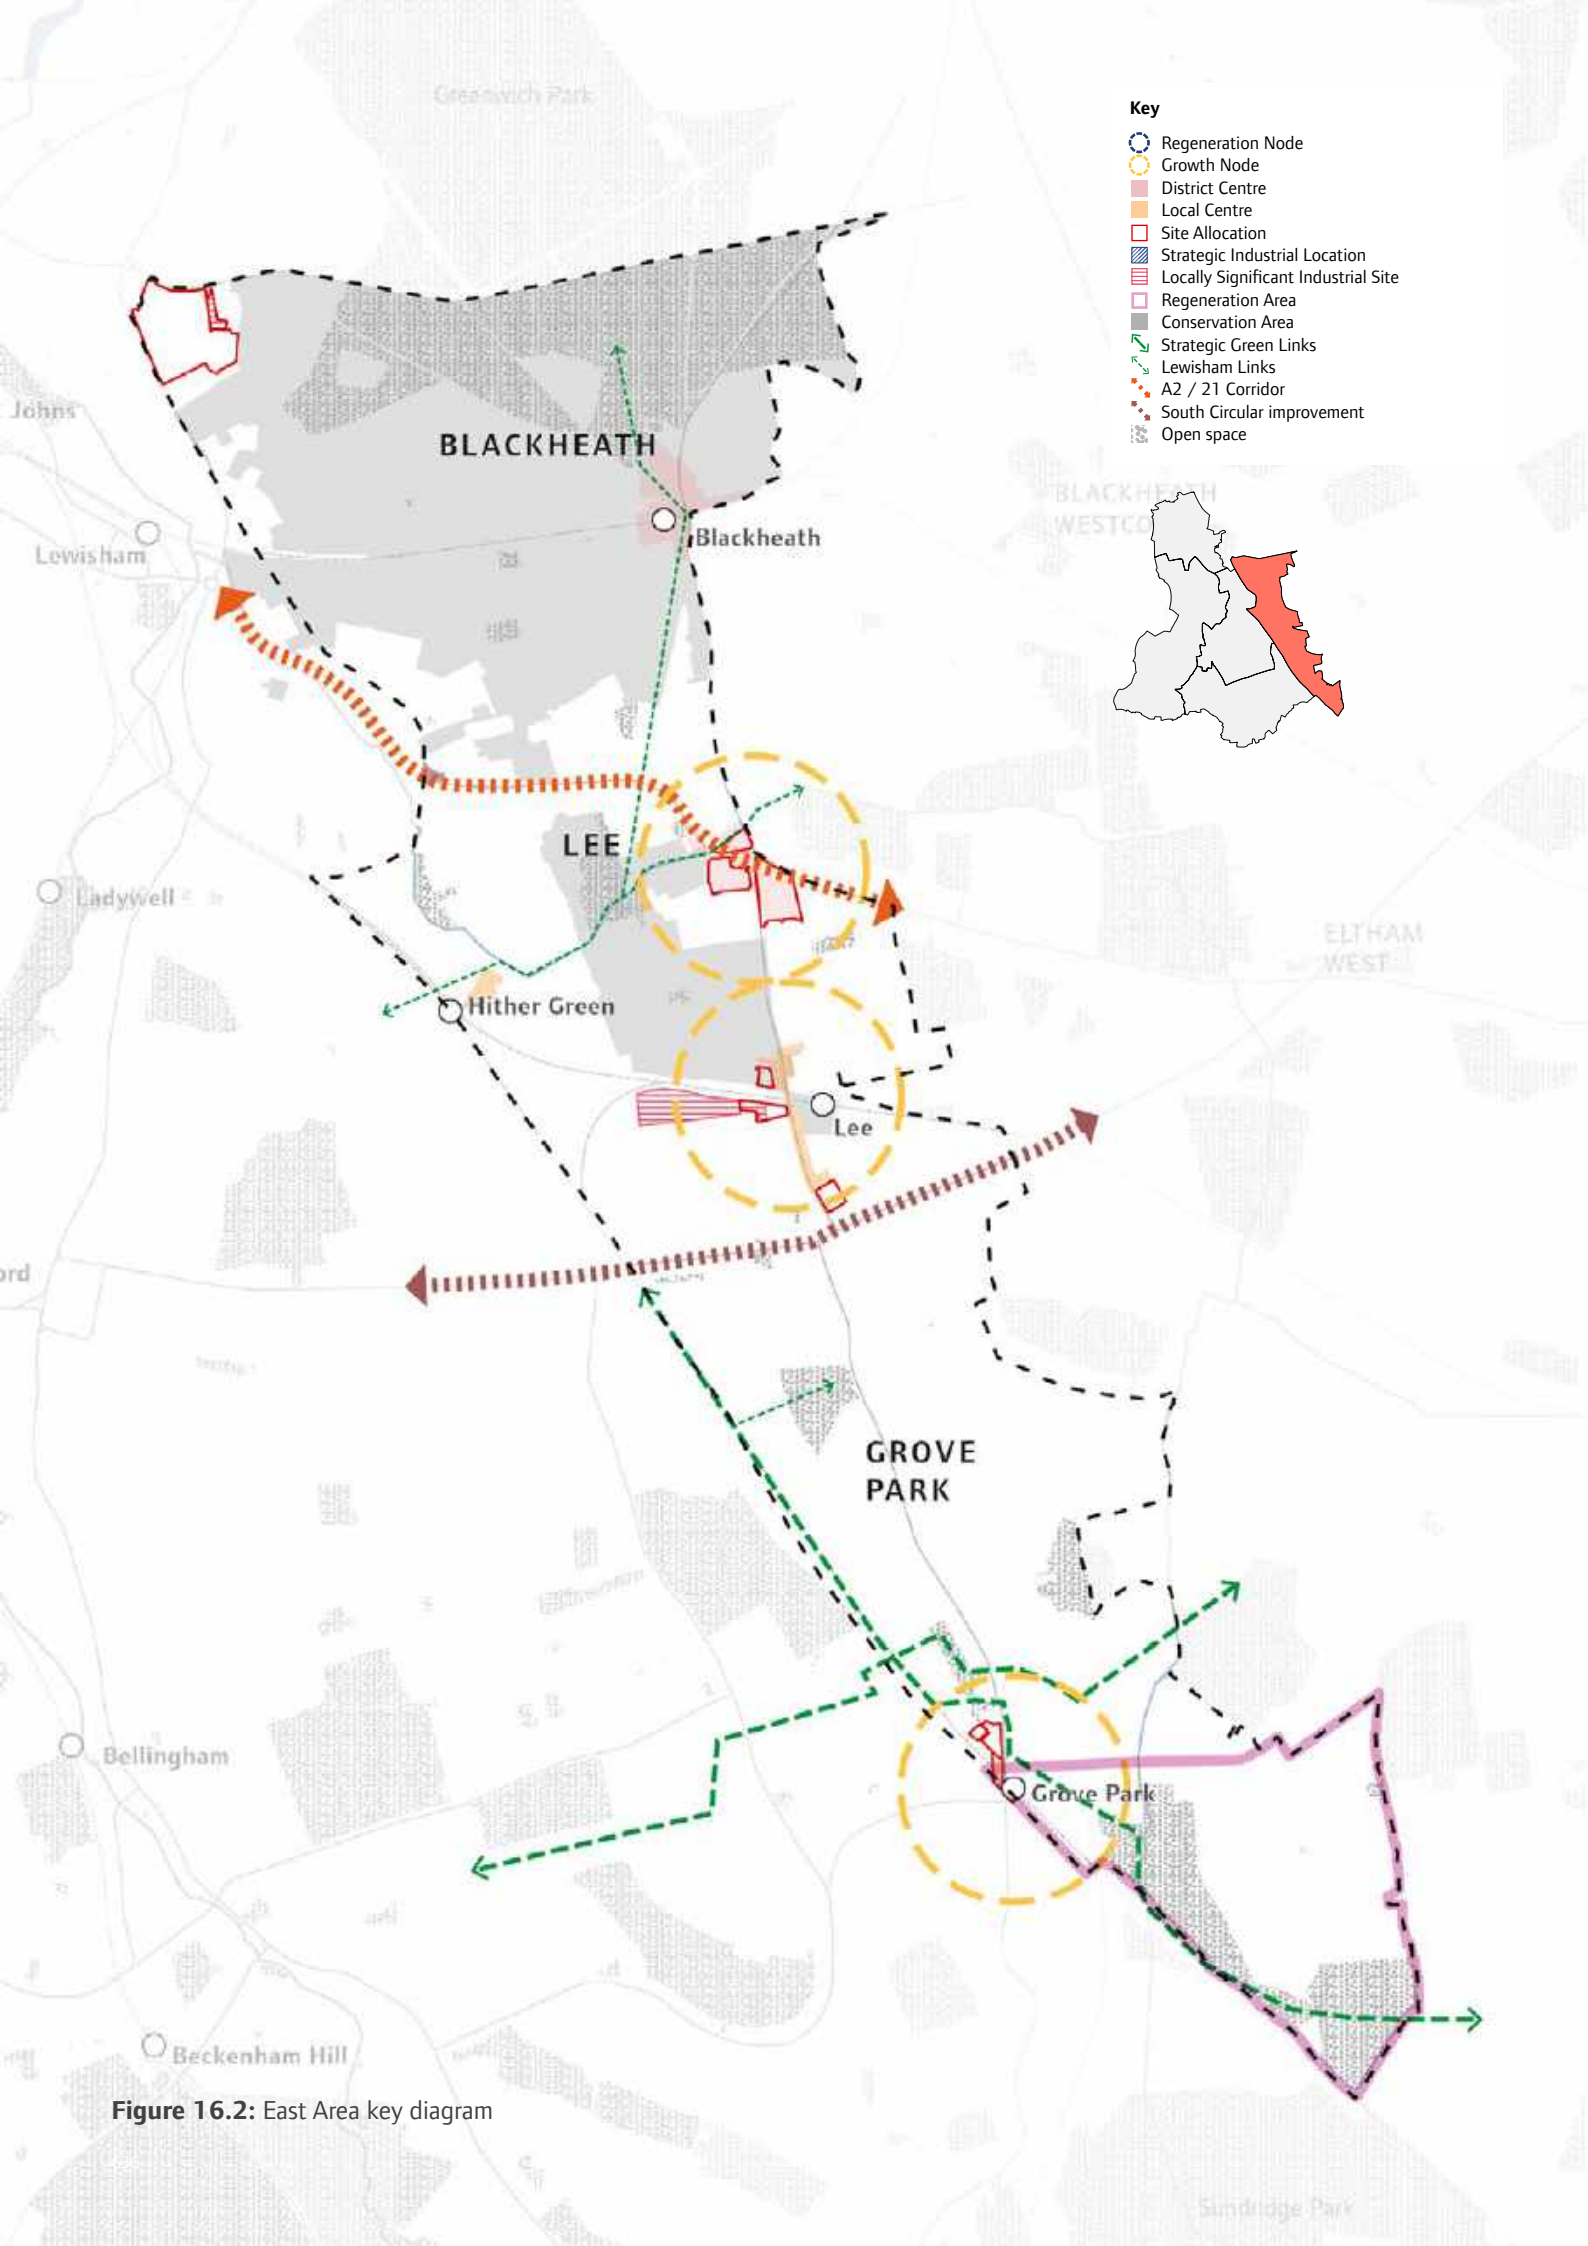 Greenwich Park
Key
Regeneration Node
Growth Node
District Centre
Local Centre
Site Allocation
Strategic Industrial Location
Locally Significant Industrial Site
Regeneration Area
Conservation Area
Strategic Green Links
Lewisham Links
A2 / 21 Corridor
South Circular improvement
Open space
Johns
BLACKHEATH
BLACKHEATH
WESTCO
Blackheath
Lewisham
LEE
Ladywell
ELTHAM
WEST
Hither Green
Lee
ord
GROVE
PARK
Bellingham
Grove Park
Beckenham Hill
Figure 16.2: East Area key diagram
Sundridge Park